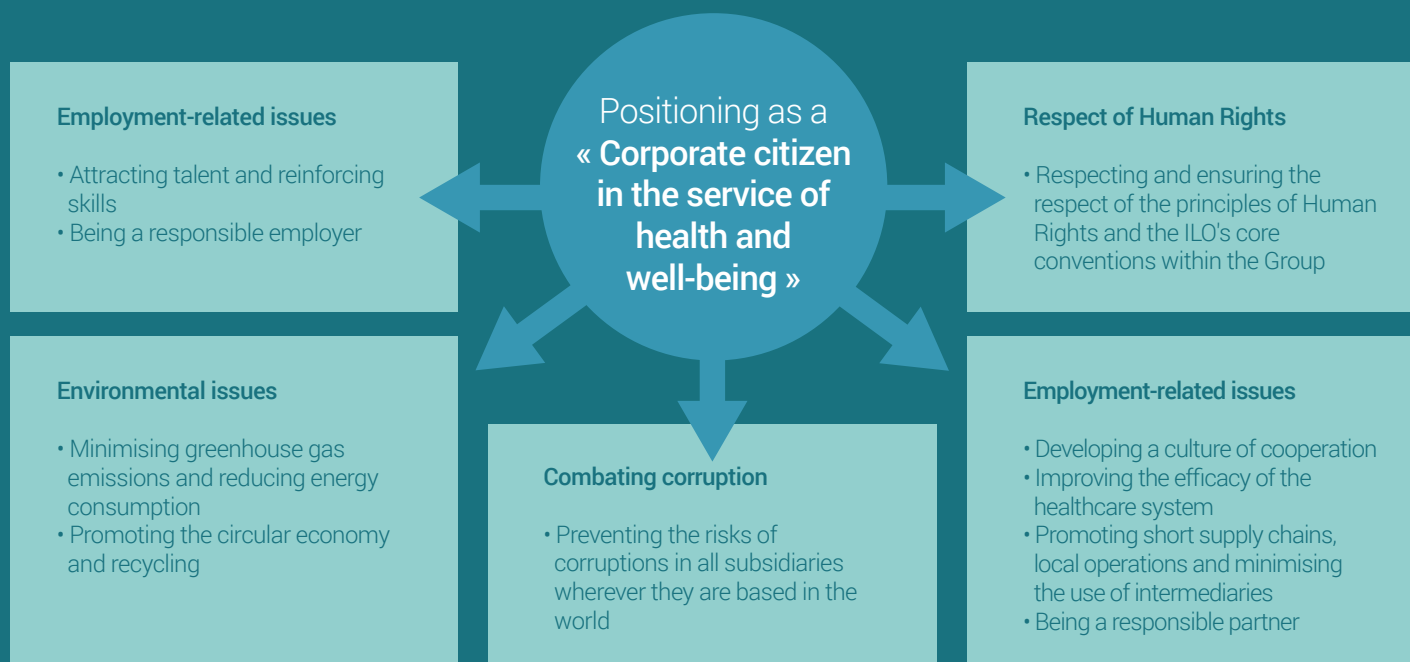 Positioning as a
« Corporate citizen
in the service of
health and
well-being »
Employment-related issues
• Attracting talent and reinforcing
skills
• Being a responsible employer
Respect of Human Rights
• Respecting and ensuring the
respect of the principles of Human
Rights and the ILO's core
conventions within the Group
Environmental issues
• Minimising greenhouse gas
emissions and reducing energy
consumption
• Promoting the circular economy
and recycling
Combating corruption
• Preventing the risks of
corruptions in all subsidiaries
wherever they are based in the
world
Employment-related issues
• Developing a culture of cooperation
• Improving the efficacy of the
healthcare system
• Promoting short supply chains,
local operations and minimising
the use of intermediaries
• Being a responsible partner